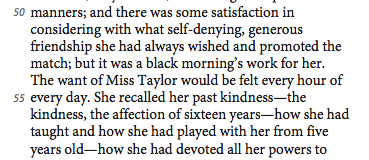 50 manners; and there was some satisfaction in
considering with what self-denying, generous
friendship she had always wished and promoted the
match; but it was a black morning’s work for her.
The want of Miss Taylor would be felt every hour of
55 every day. She recalled her past kindness—the
kindness, the affection of sixteen years—how she had
taught and how she had played with her from five
years old—how she had devoted all her powers to